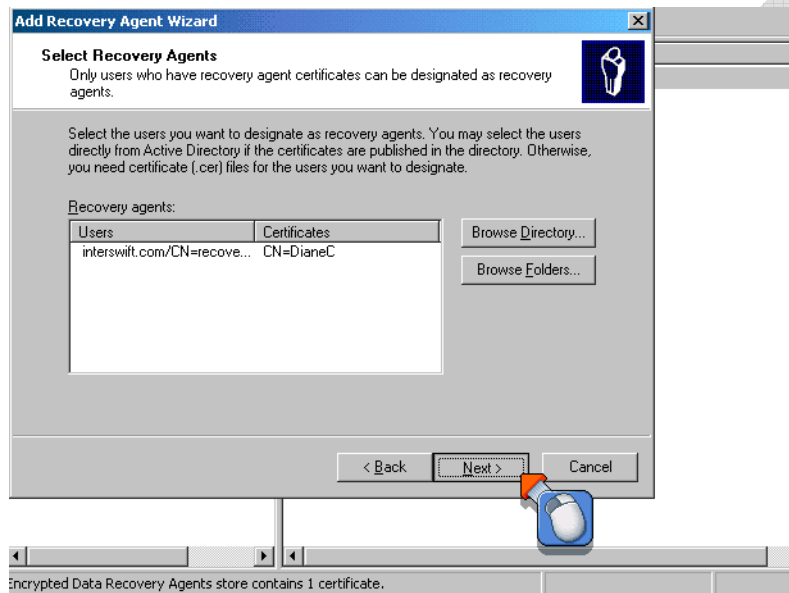 Add Recovery Agent Wizard
Select Recovery Agents
Only users who have recovery agent certificates can be designated as recovery
agents.
Select the users you want to designate as recovery agents. You may select the users
directly from Active Directory if the certificates are published in the directory. Otherwise,
you need certificate (.cer) files for the users you want to designate.
Recovery agents:
Users Certificates
interswift.com/CN=recove... CN=DianeC
Browse Directory...
Browse Folders...
< Back Next > Cancel
Encrypted Data Recovery Agents store contains 1 certificate.